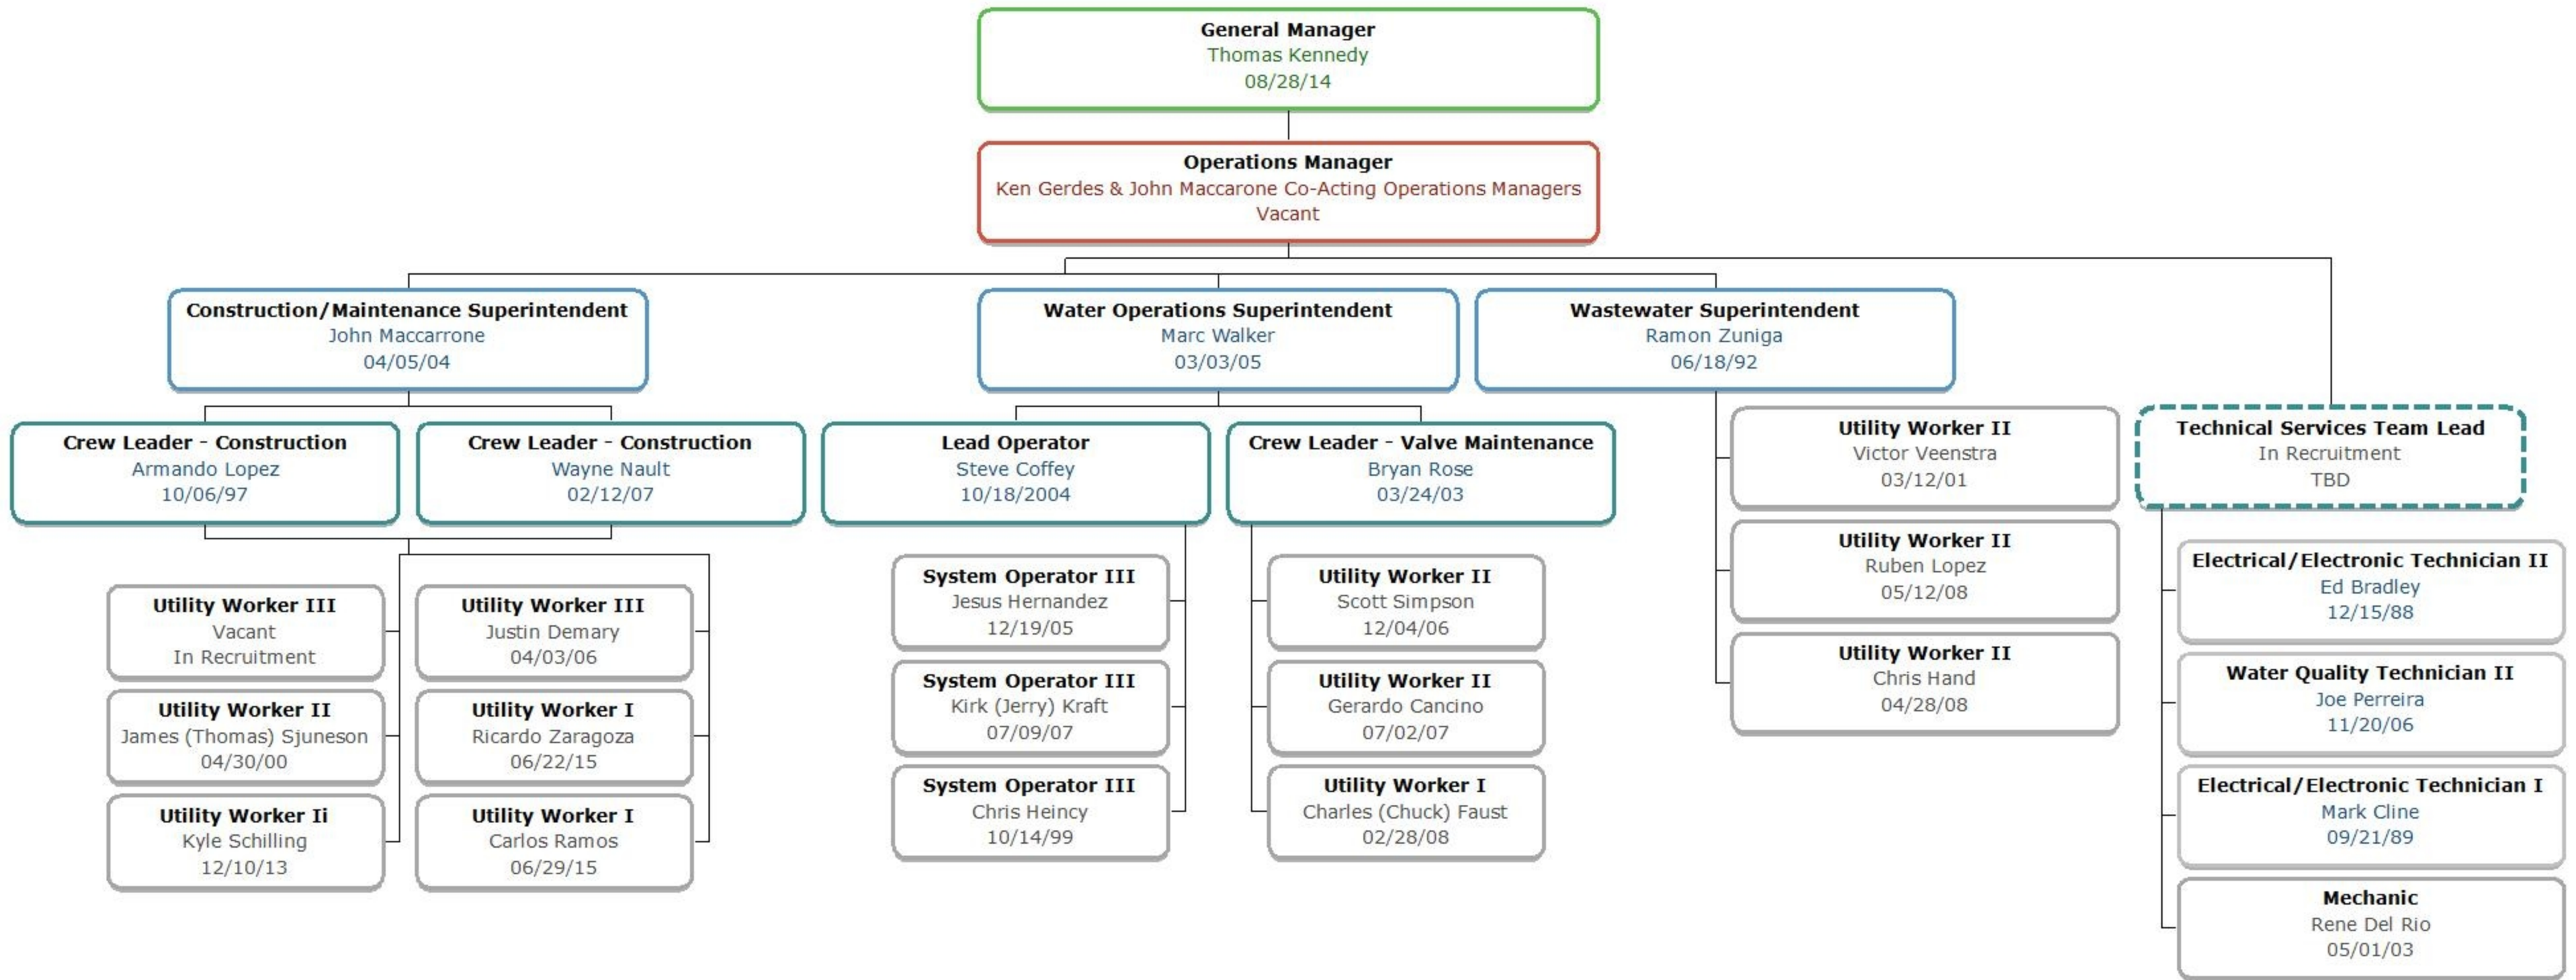 General Manager
Thomas Kennedy
08/28/14
Operations Manager
Ken Gerdes & John Maccarone Co-Acting Operations Managers
Vacant
Construction/Maintenance Superintendent
John Maccarrone
04/05/04
Water Operations Superintendent
Marc Walker
03/03/05
Wastewater Superintendent
Ramon Zuniga
06/18/92
Crew Leader - Construction
Armando Lopez
10/06/97
Crew Leader - Construction
Wayne Nault
02/12/07
Lead Operator
Steve Coffey
10/18/2004
Crew Leader - Valve Maintenance
Bryan Rose
03/24/03
Utility Worker III
Vacant
In Recruitment
Utility Worker II
James (Thomas) Sjuneson
04/30/00
Utility Worker Ii
Kyle Schilling
12/10/13
Utility Worker III
Justin Demary
04/03/06
Utility Worker I
Ricardo Zaragoza
06/22/15
Utility Worker I
Carlos Ramos
06/29/15
System Operator III
Jesus Hernandez
12/19/05
System Operator III
Kirk (Jerry) Kraft
07/09/07
System Operator III
Chris Heincy
10/14/99
Utility Worker II
Scott Simpson
12/04/06
Utility Worker II
Gerardo Cancino
07/02/07
Utility Worker I
Charles (Chuck) Faust
02/28/08
Utility Worker II
Victor Veenstra
03/12/01
Utility Worker II
Ruben Lopez
05/12/08
Utility Worker II
Chris Hand
04/28/08
Technical Services Team Lead
In Recruitment
TBD
Electrical/Electronic Technician II
Ed Bradley
12/15/88
Water Quality Technician II
Joe Perreira
11/20/06
Electrical/Electronic Technician I
Mark Cline
09/21/89
Mechanic
Rene Del Rio
05/01/03